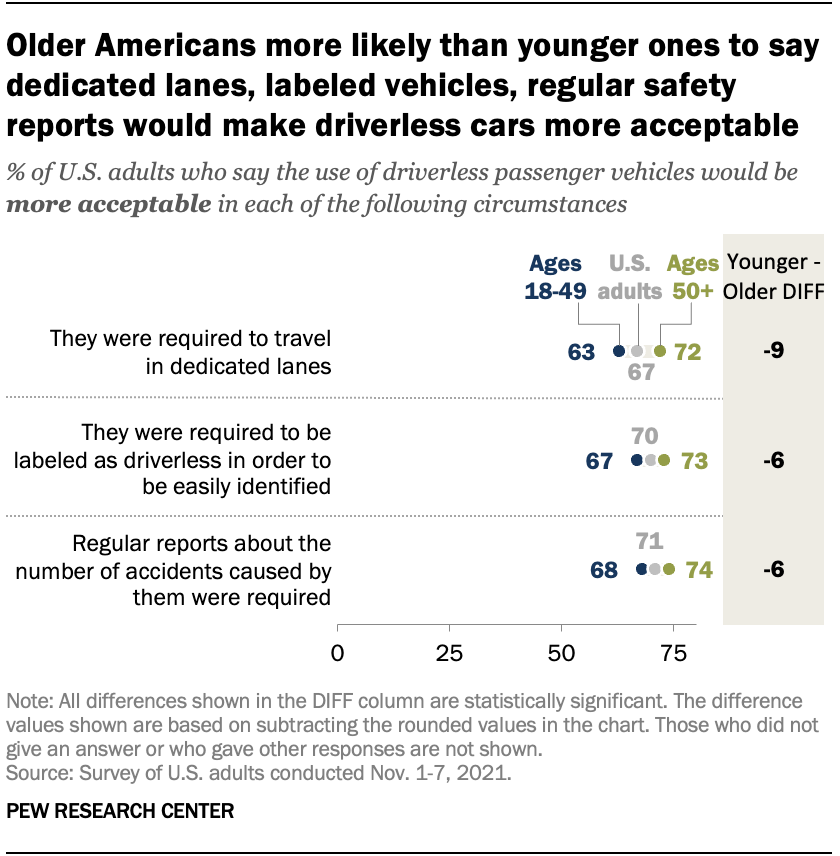 Older Americans more likely than younger ones to say
dedicated lanes, labeled vehicles, regular safety
reports would make driverless cars more acceptable
% of U.S. adults who say the use of driverless passenger vehicles would be
more acceptable in each of the following circumstances
Ages
18-49
U.S.
adults
Ages
50+
Younger -
Older DIFF
They were required to travel
in dedicated lanes
63
67
72
-9
They were required to be
labeled as driverless in order to
be easily identified
67
70
73
-6
Regular reports about the
number of accidents caused by
them were required
68
71
74
-6
0
25
50
75
Note: All differences shown in the DIFF column are statistically significant. The difference
values shown are based on subtracting the rounded values in the chart. Those who did not
give an answer or who gave other responses are not shown.
Source: Survey of U.S. adults conducted Nov. 1-7, 2021.
PEW RESEARCH CENTER